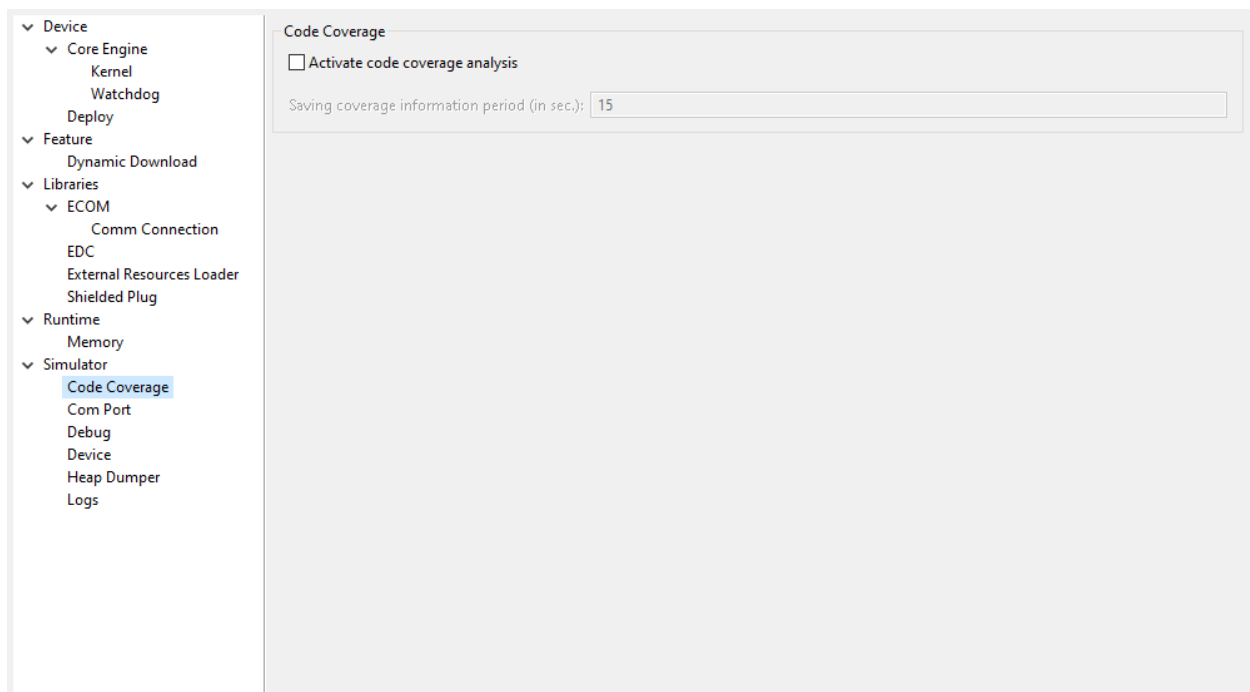 Device
Core Engine
Kernel
Watchdog
Deploy
Feature
Dynamic Download
Libraries
ECOM
Comm Connection
EDC
External Resources Loader
Shielded Plug
Runtime
Memory
Simulator
Code Coverage
Com Port
Debug
Device
Heap Dumper
Logs
Code Coverage
Activate code coverage analysis
Saving coverage information period (in sec.): 15